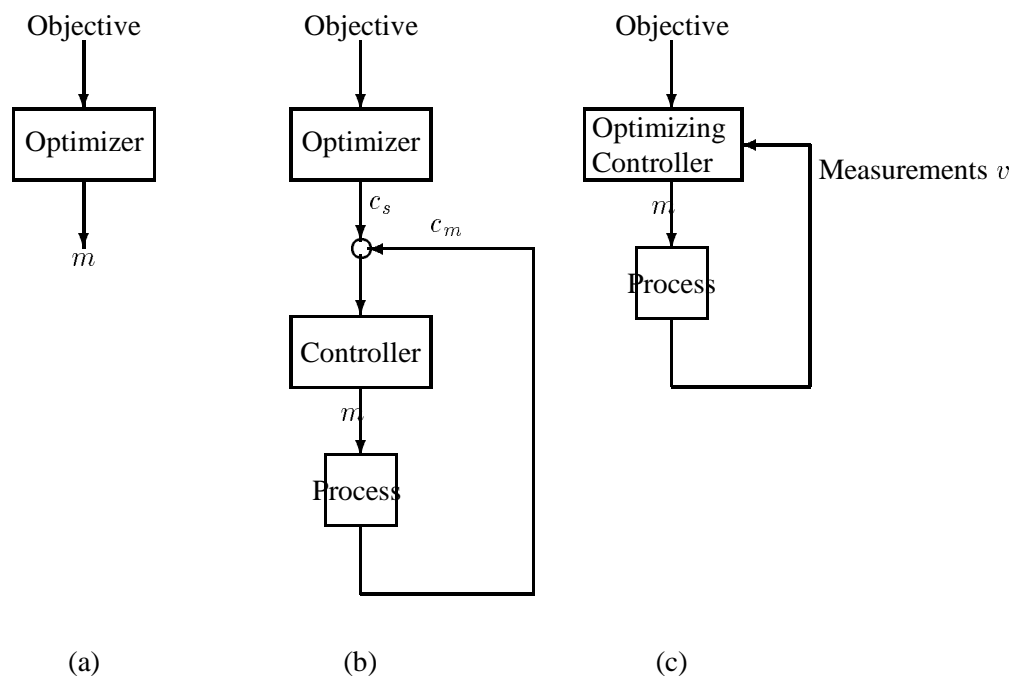 Objective
Optimizer
m
(a)
Objective
Optimizer
c_s
c_m
Controller
m
Process
(b)
Objective
Optimizing
Controller
Measurements v
m
Process
(c)